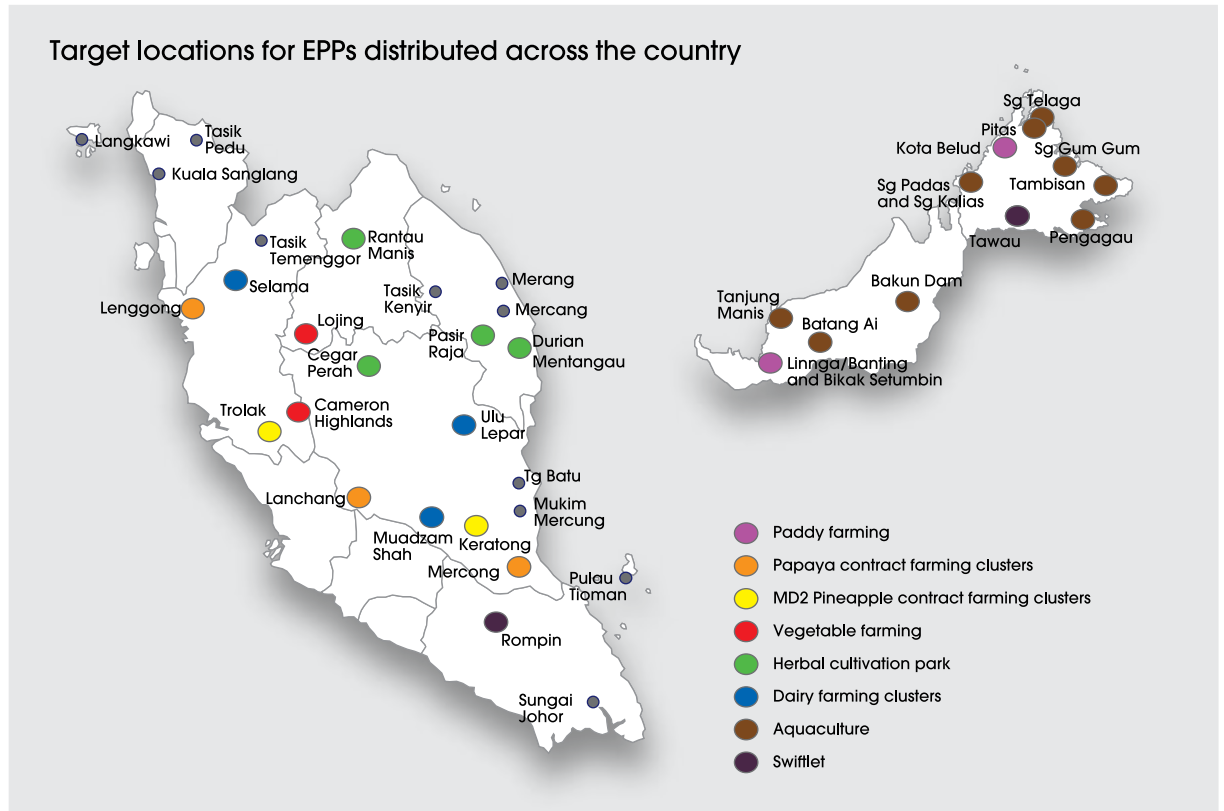 Target locations for EPPs distributed across the country
Langkawi
Tasik
Pedu
Kuala Sanglang
Tasik
Temenggor
Rantau
Manis
Selama
Lenggong
Tasik
Kenyir
Merang
Mercang
Lojing
Pasir
Raja
Durian
Mentangau
Cegar
Perah
Trolak
Cameron
Highlands
Ulu
Lepar
Lanchang
Tg Batu
Mukim
Mercung
Muadzam
Shah
Keratong
Mercong
Pulau
Tioman
Rompin
Sungai
Johor
Sg Telaga
Pitas
Kota Belud
Sg Gum Gum
Sg Padas
and Sg Kalias
Tambisan
Tawau
Pengagau
Bakun Dam
Tanjung
Manis
Batang Ai
Linnga/Banting
and Bikak Setumbin
Paddy farming
Papaya contract farming clusters
MD2 Pineapple contract farming clusters
Vegetable farming
Herbal cultivation park
Dairy farming clusters
Aquaculture
Swiftlet